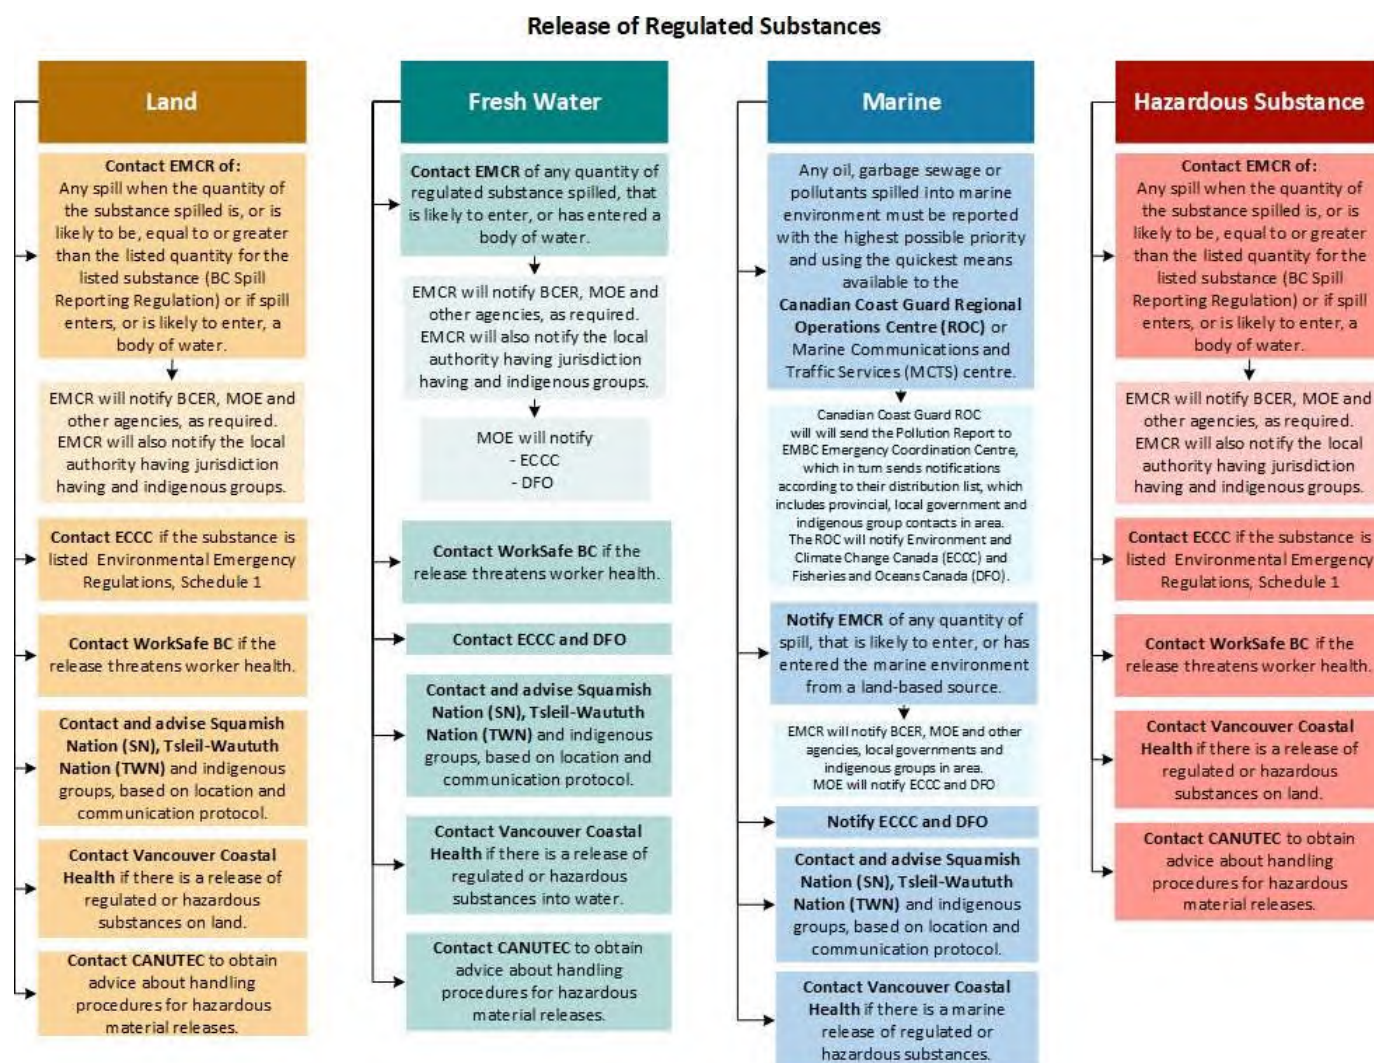 Release of Regulated Substances
Land
Contact EMCR of:
Any spill when the quantity of
the substance spilled is, or is
likely to be, equal to or greater
than the listed quantity for the
listed substance (BC Spill
Reporting Regulation) or if spill
enters, or is likely to enter, a
body of water.
EMCR will notify BCER, MOE and
other agencies, as required.
EMCR will also notify the local
authority having jurisdiction
having and indigenous groups.
Contact ECCC if the substance is
listed Environmental Emergency
Regulations, Schedule 1
Contact WorkSafe BC if the
release threatens worker health.
Contact and advise Squamish
Nation (SN), Tsleil-Waututh
Nation (TWN) and indigenous
groups, based on location and
communication protocol.
Contact Vancouver Coastal
Health if there is a release of
regulated or hazardous
substances on land.
Contact CANUTEC to obtain
advice about handling
procedures for hazardous
material releases.
Fresh Water
Contact EMCR of any quantity of
regulated substance spilled, that
is likely to enter, or has entered a
body of water.
EMCR will notify BCER, MOE and
other agencies, as required.
EMCR will also notify the local
authority having jurisdiction
having and indigenous groups.
MOE will notify
- ECCC
- DFO
Contact WorkSafe BC if the
release threatens worker health.
Contact ECCC and DFO
Contact and advise Squamish
Nation (SN), Tsleil-Waututh
Nation (TWN) and indigenous
groups, based on location and
communication protocol.
Contact Vancouver Coastal
Health if there is a release of
regulated or hazardous
substances into water.
Contact CANUTEC to obtain
advice about handling
procedures for hazardous
material releases.
Marine
Any oil, garbage sewage or
pollutants spilled into marine
environment must be reported
with the highest possible priority
and using the quickest means
available to the
Canadian Coast Guard Regional
Operations Centre (ROC) or
Marine Communications and
Traffic Services (MCTS) centre.
Canadian Coast Guard ROC
will will send the Pollution Report to
EMBC Emergency Coordination Centre,
which in turn sends notifications
according to their distribution list, which
includes provincial, local government and
indigenous group contacts in area.
The ROC will notify Environment and
Climate Change Canada (ECCC) and
Fisheries and Oceans Canada (DFO).
Notify EMCR of any quantity of
spill, that is likely to enter, or has
entered the marine environment
from a land-based source.
EMCR will notify BCER, MOE and other
agencies, local governments and
indigenous groups in area.
MOE will notify ECCC and DFO
Notify ECCC and DFO
Contact and advise Squamish
Nation (SN), Tsleil-Waututh
Nation (TWN) and indigenous
groups, based on location and
communication protocol.
Contact Vancouver Coastal
Health if there is a marine
release of regulated or
hazardous substances.
Hazardous Substance
Contact EMCR of:
Any spill when the quantity of
the substance spilled is, or is
likely to be, equal to or greater
than the listed quantity for the
listed substance (BC Spill
Reporting Regulation) or if spill
enters, or is likely to enter, a
body of water.
EMCR will notify BCER, MOE and
other agencies, as required.
EMCR will also notify the local
authority having jurisdiction
having and indigenous groups.
Contact ECCC if the substance is
listed Environmental Emergency
Regulations, Schedule 1
Contact WorkSafe BC if the
release threatens worker health.
Contact Vancouver Coastal
Health if there is a release of
regulated or hazardous
substances on land.
Contact CANUTEC to obtain
advice about handling
procedures for hazardous
material releases.